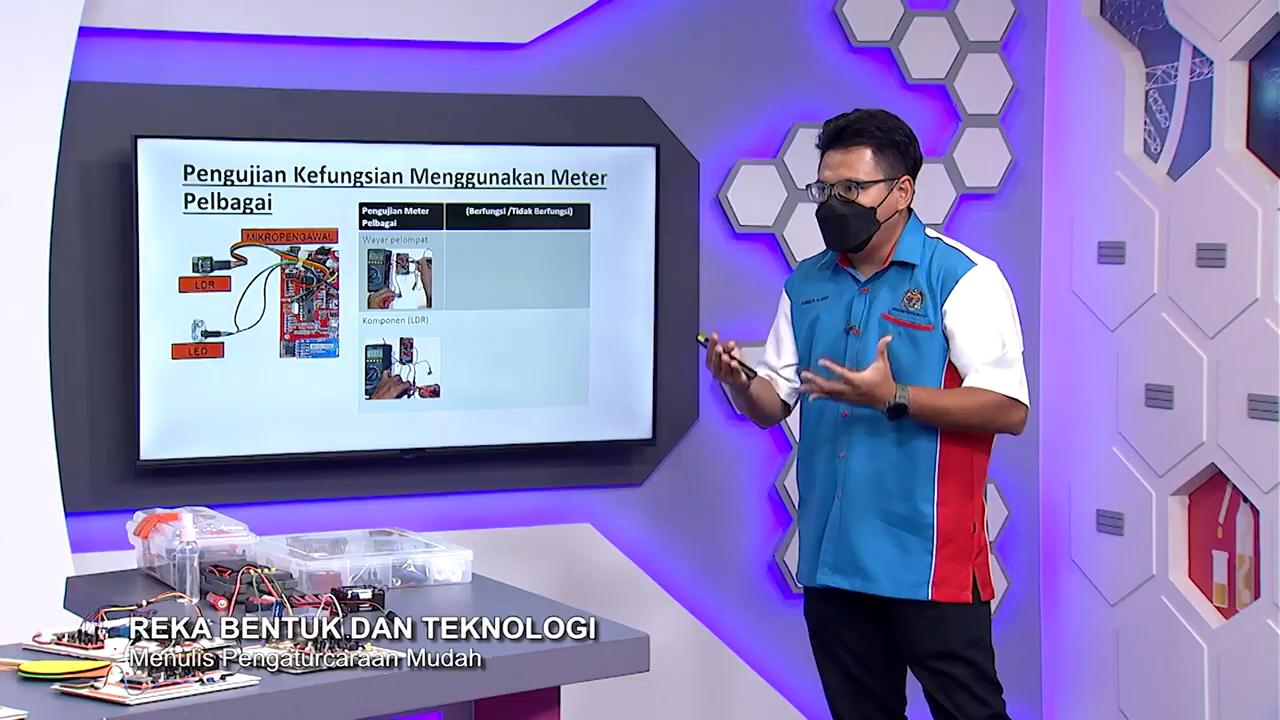 Pengujian Kefungsian Menggunakan Meter
Pelbagai
Pengujian Meter
Pelbagai
(Berfungsi /Tidak Berfungsi)
MIKROPENGAWAL
Wayar pelompat
LDR
Komponen (LDR)
LED
REKA BENTUK DAN TEKNOLOGI
Menulis Pengaturcaraan Mudah